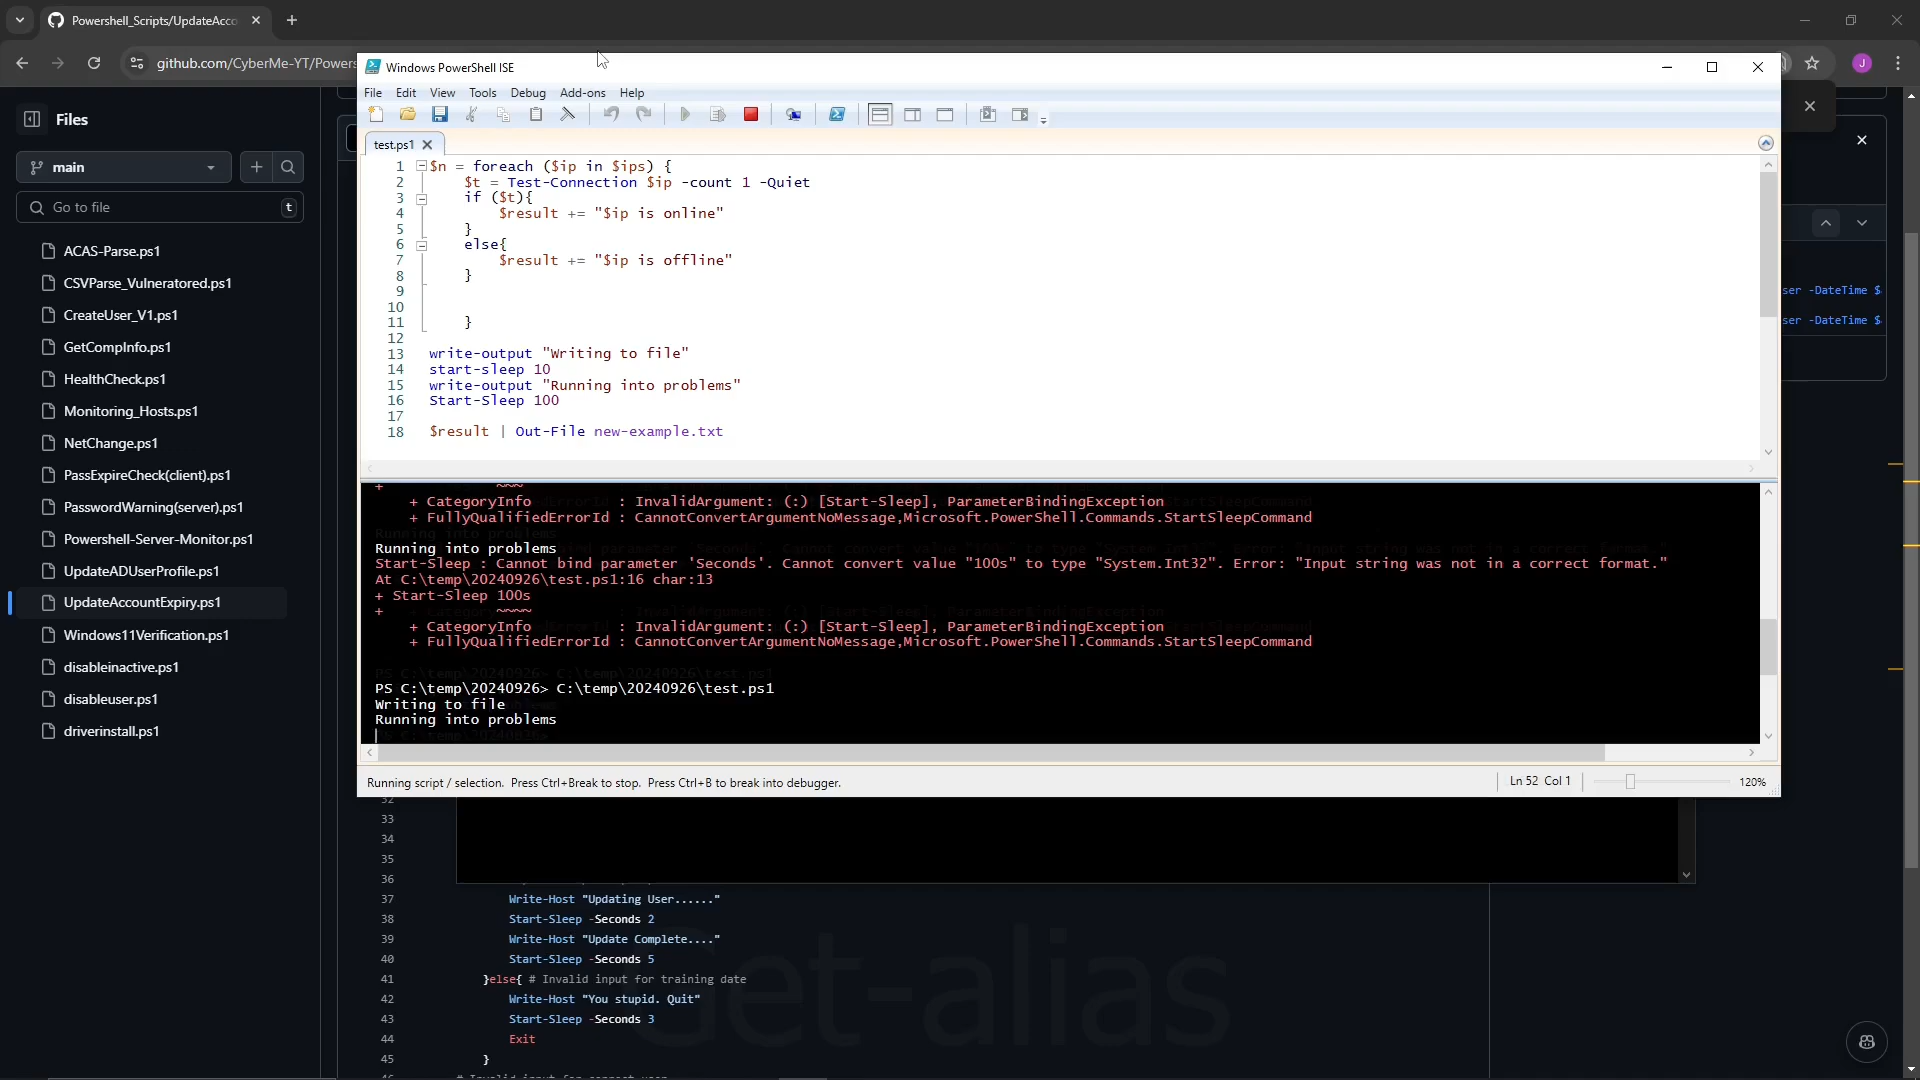 Powershell_Scripts/UpdateAcco
github.com/CyberMe-YT/Powers
J
Windows PowerShell ISE
File Edit View Tools Debug Add-ons Help
Files
main
Go to file
t
ACAS-Parse.ps1
CSVParse_Vulneratored.ps1
CreateUser_V1.ps1
GetCompInfo.ps1
HealthCheck.ps1
Monitoring_Hosts.ps1
NetChange.ps1
PassExpireCheck(client).ps1
PasswordWarning(server).ps1
Powershell-Server-Monitor.ps1
UpdateADUserProfile.ps1
UpdateAccountExpiry.ps1
Windows11Verification.ps1
disableinactive.ps1
disableuser.ps1
driverinstall.ps1
test.ps1
1 $n = foreach ($ip in $ips) {
2 $t = Test-Connection $ip -count 1 -Quiet
3 if ($t){
4 $result += "$ip is online"
5 }
6 else{
7 $result += "$ip is offline"
8 }
9
10
11 }
12
13 write-output "Writing to file"
14 start-sleep 10
15 write-output "Running into problems"
16 Start-Sleep 100
17
18 $result | Out-File new-example.txt
ser -DateTime $
ser -DateTime $
+ ~~~
+ CategoryInfo : InvalidArgument: (:) [Start-Sleep], ParameterBindingException
+ FullyQualifiedErrorId : CannotConvertArgumentNoMessage,Microsoft.PowerShell.Commands.StartSleepCommand
Running into problems
Start-Sleep : Cannot bind parameter 'Seconds'. Cannot convert value "100s" to type "System.Int32". Error: "Input string was not in a correct format."
At C:\temp\20240926\test.ps1:16 char:13
+ Start-Sleep 100s
+ ~~~~
+ CategoryInfo : InvalidArgument: (:) [Start-Sleep], ParameterBindingException
+ FullyQualifiedErrorId : CannotConvertArgumentNoMessage,Microsoft.PowerShell.Commands.StartSleepCommand
PS C:\temp\20240926> C:\temp\20240926\test.ps1
Writing to file
Running into problems
Running script / selection. Press Ctrl+Break to stop. Press Ctrl+B to break into debugger.
Ln 52 Col 1
120%
32
33
34
35
36
37 Write-Host "Updating User......"
38 Start-Sleep -Seconds 2
39 Write-Host "Update Complete...."
40 Start-Sleep -Seconds 5
41 }else{ # Invalid input for training date
42 Write-Host "You stupid. Quit"
43 Start-Sleep -Seconds 3
44 Exit
45 }
Get-alias